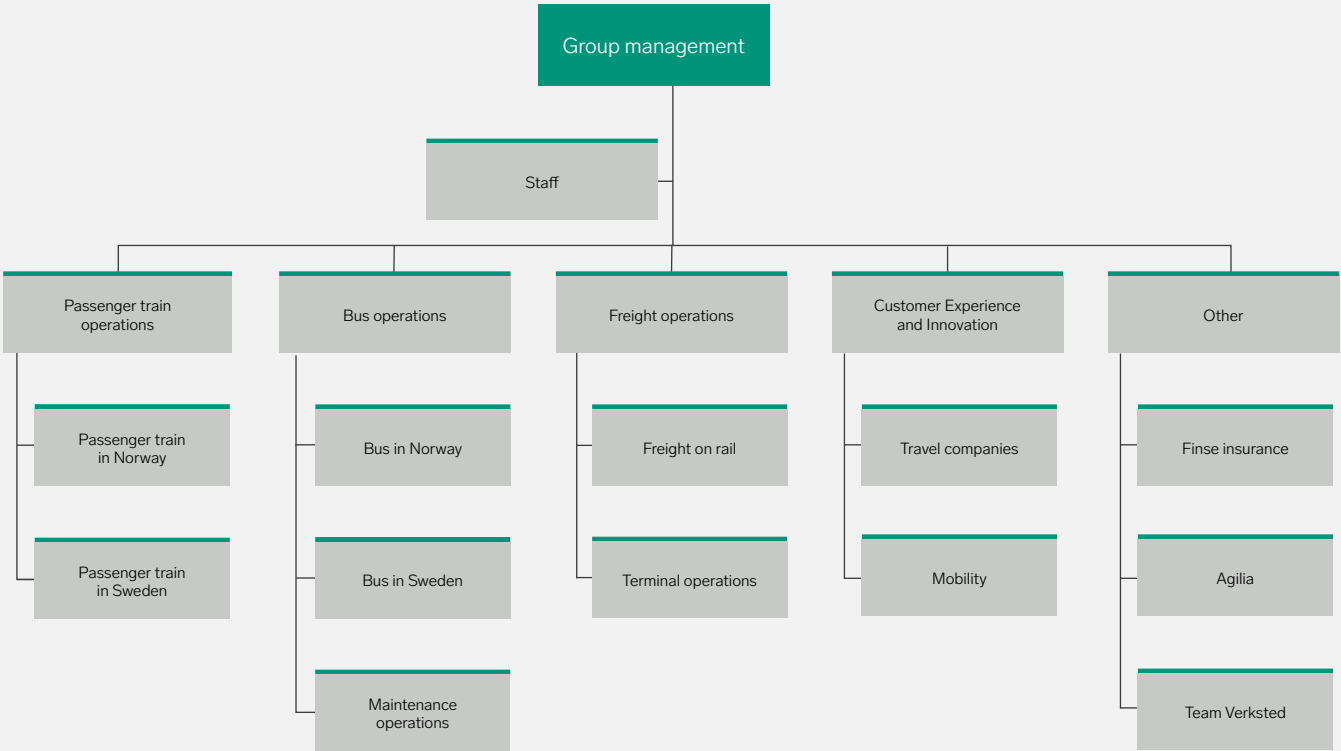 Group management
Staff
Passenger train
operations
Bus operations
Freight operations
Customer Experience
and Innovation
Other
Passenger train
in Norway
Bus in Norway
Freight on rail
Travel companies
Finse insurance
Passenger train
in Sweden
Bus in Sweden
Terminal operations
Mobility
Agilia
Maintenance
operations
Team Verksted